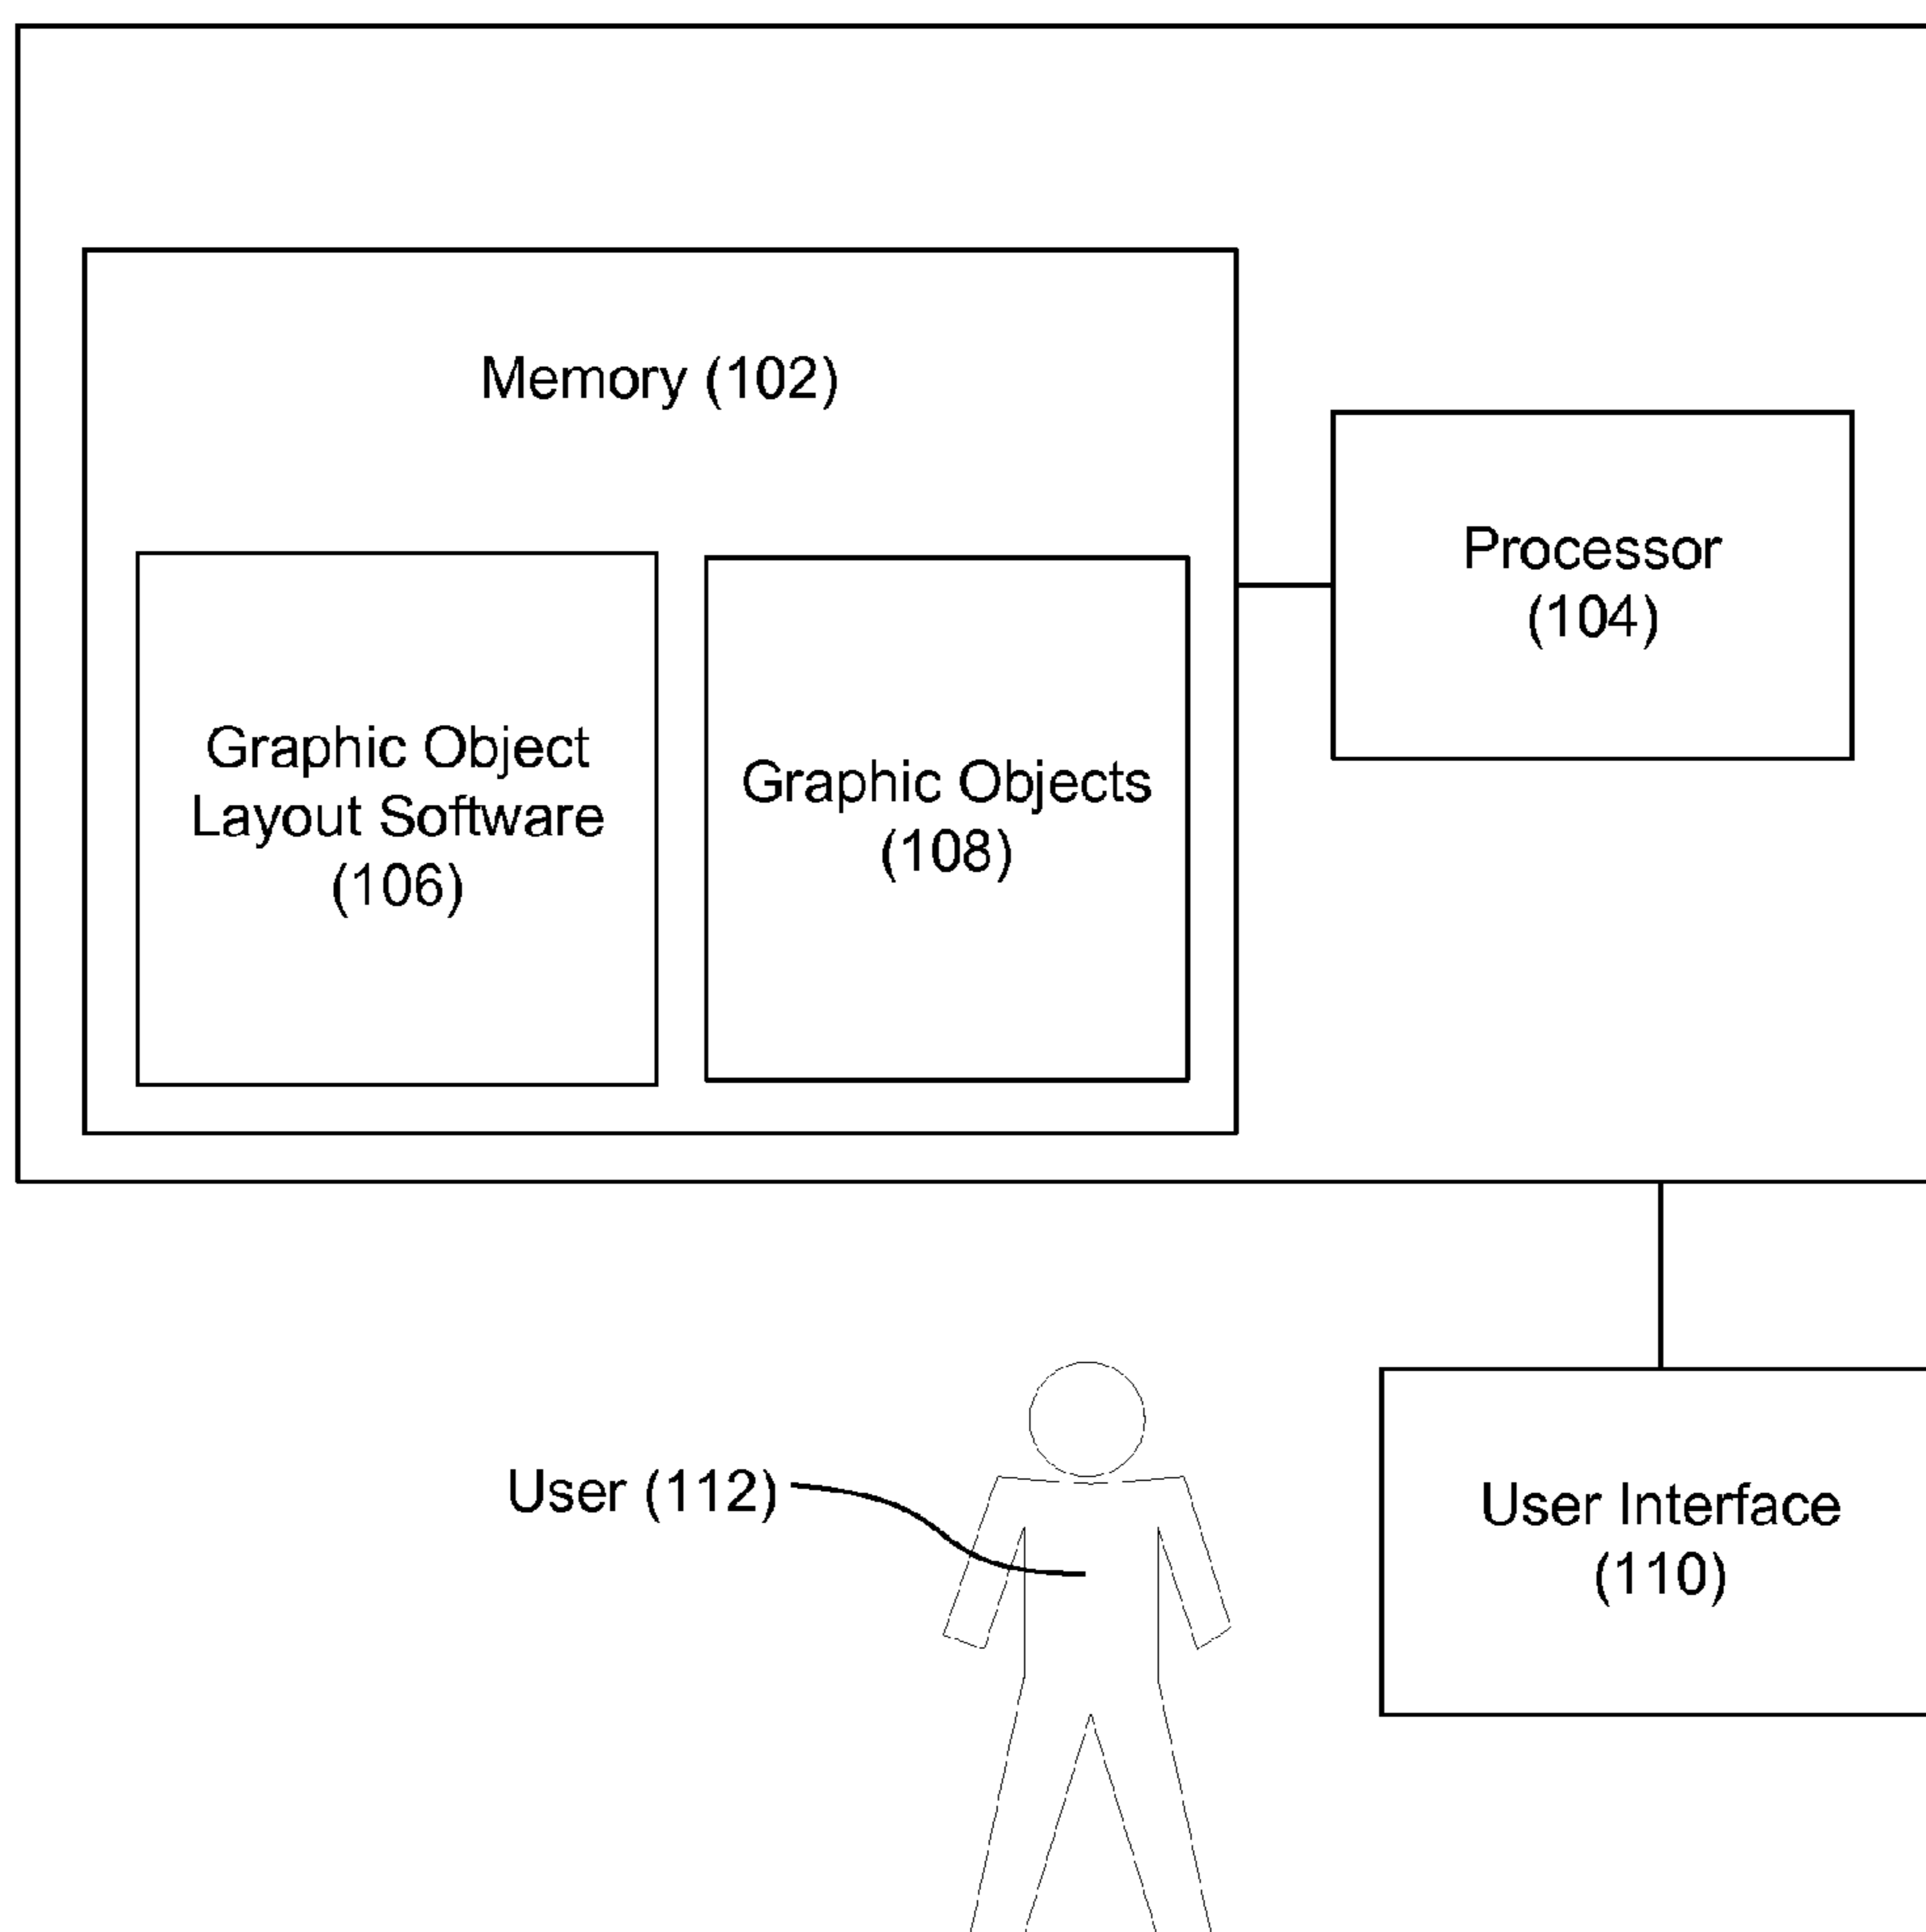 Memory (102)
Processor
(104)
Graphic Object
Layout Software
(106)
Graphic Objects
(108)
User (112)
User Interface
(110)